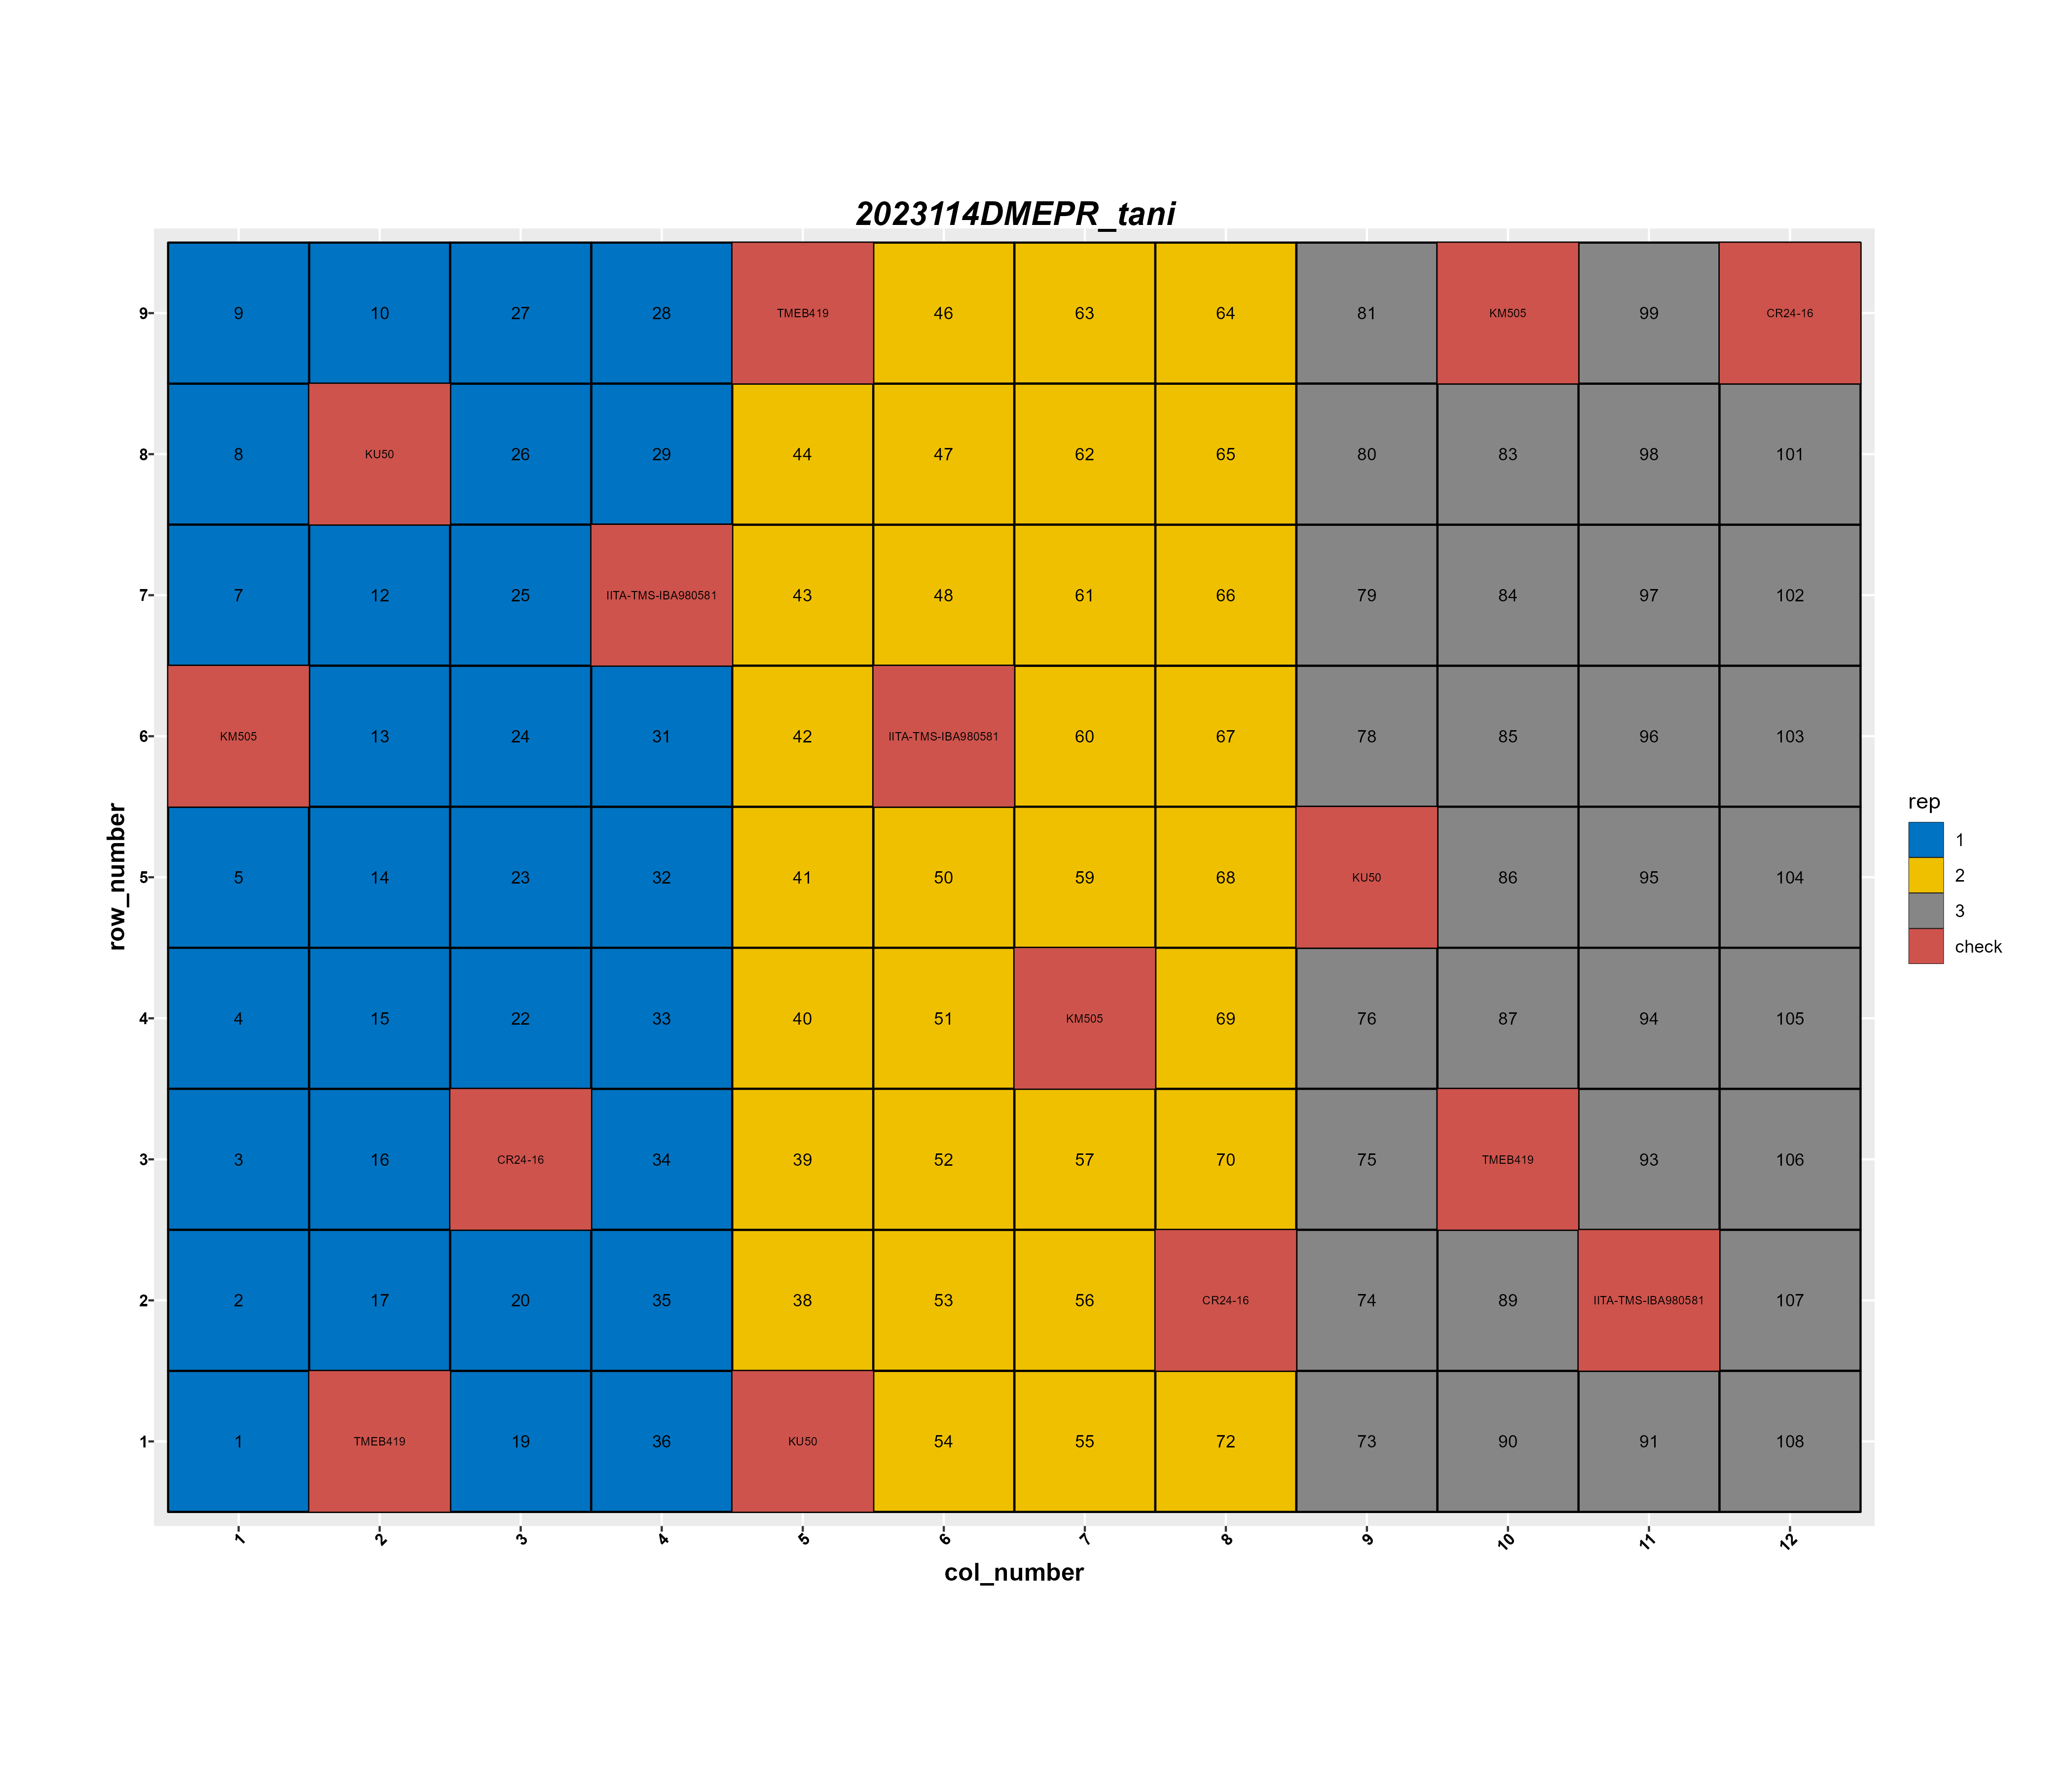 2023114DMEPR_tani
9 9 10 27 28 TMEB419 46 63 64 81 KM505 99 CR24-16
8 8 KU50 26 29 44 47 62 65 80 83 98 101
7 7 12 25 IITA-TMS-IBA980581 43 48 61 66 79 84 97 102
6 KM505 13 24 31 42 IITA-TMS-IBA980581 60 67 78 85 96 103
5 5 14 23 32 41 50 59 68 KU50 86 95 104
4 4 15 22 33 40 51 KM505 69 76 87 94 105
3 3 16 CR24-16 34 39 52 57 70 75 TMEB419 93 106
2 2 17 20 35 38 53 56 CR24-16 74 89 IITA-TMS-IBA980581 107
1 1 TMEB419 19 36 KU50 54 55 72 73 90 91 108
1 2 3 4 5 6 7 8 9 10 11 12
col_number
row_number
rep
1
2
3
check